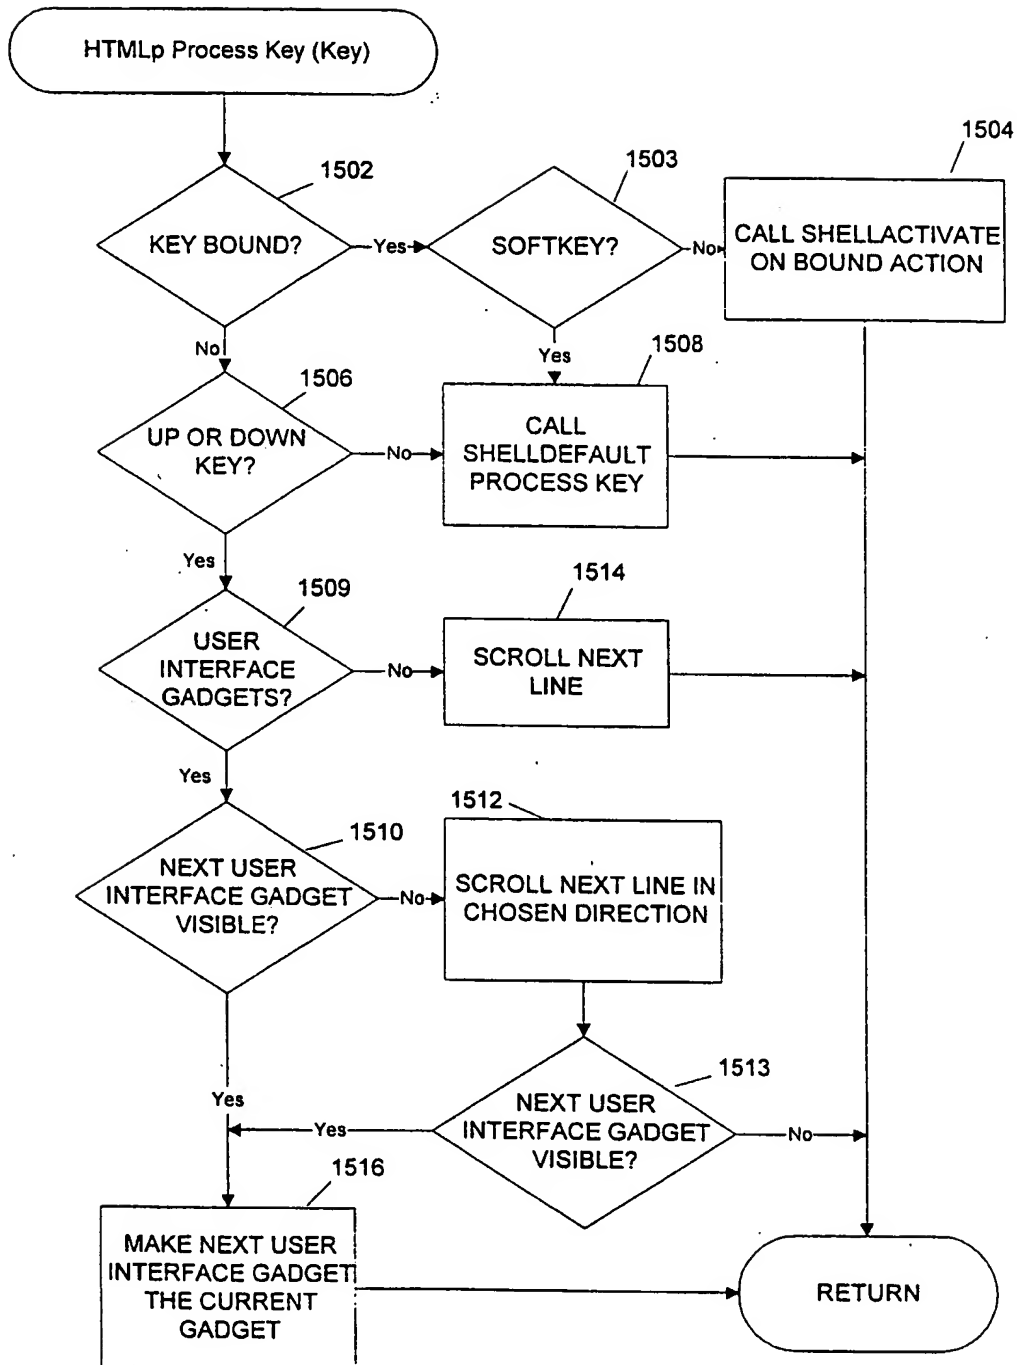 HTMLp Process Key (Key)
1502
KEY BOUND?
Yes
1503
SOFTKEY?
No
1504
CALL SHELLACTIVATE
ON BOUND ACTION
No
Yes
1506
UP OR DOWN
KEY?
No
1508
CALL
SHELLDEFAULT
PROCESS KEY
Yes
1509
USER
INTERFACE
GADGETS?
No
1514
SCROLL NEXT
LINE
Yes
1510
NEXT USER
INTERFACE GADGET
VISIBLE?
No
1512
SCROLL NEXT LINE IN
CHOSEN DIRECTION
Yes
1513
NEXT USER
INTERFACE GADGET
VISIBLE?
Yes
No
1516
MAKE NEXT USER
INTERFACE GADGET
THE CURRENT
GADGET
RETURN